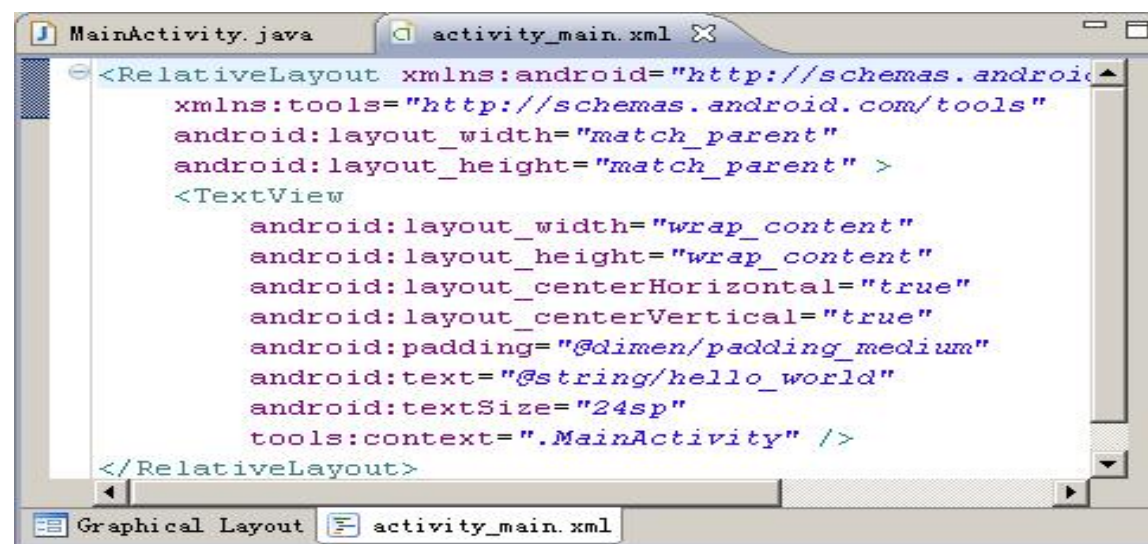 MainActivity.java activity_main.xml
<RelativeLayout xmlns:android="http://schemas.androi
xmlns:tools="http://schemas.android.com/tools"
android:layout_width="match_parent"
android:layout_height="match_parent" >
<TextView
android:layout_width="wrap_content"
android:layout_height="wrap_content"
android:layout_centerHorizontal="true"
android:layout_centerVertical="true"
android:padding="@dimen/padding_medium"
android:text="@string/hello_world"
android:textSize="24sp"
tools:context=".MainActivity" />
</RelativeLayout>
Graphical Layout activity_main.xml